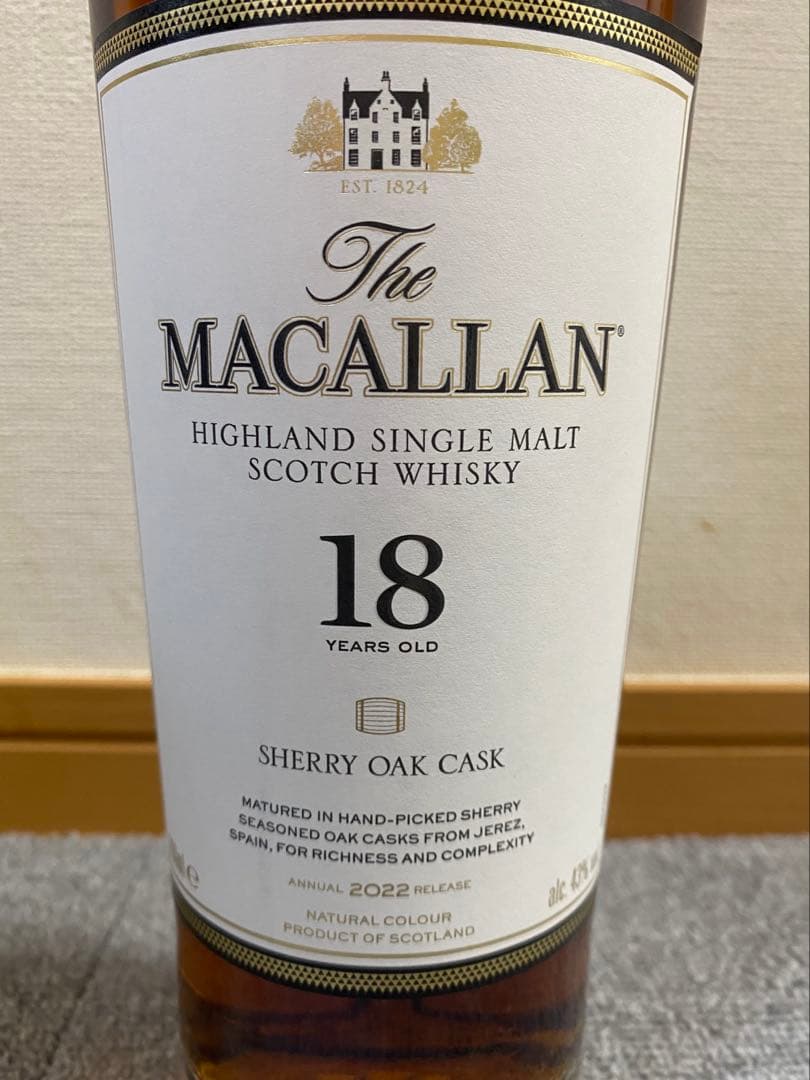 EST. 1824
The
MACALLAN®
HIGHLAND SINGLE MALT
SCOTCH WHISKY
18
YEARS OLD
SHERRY OAK CASK
MATURED IN HAND-PICKED SHERRY
SEASONED OAK CASKS FROM JEREZ,
SPAIN, FOR RICHNESS AND COMPLEXITY
ANNUAL 2022 RELEASE
alc. 43%
NATURAL COLOUR
PRODUCT OF SCOTLAND